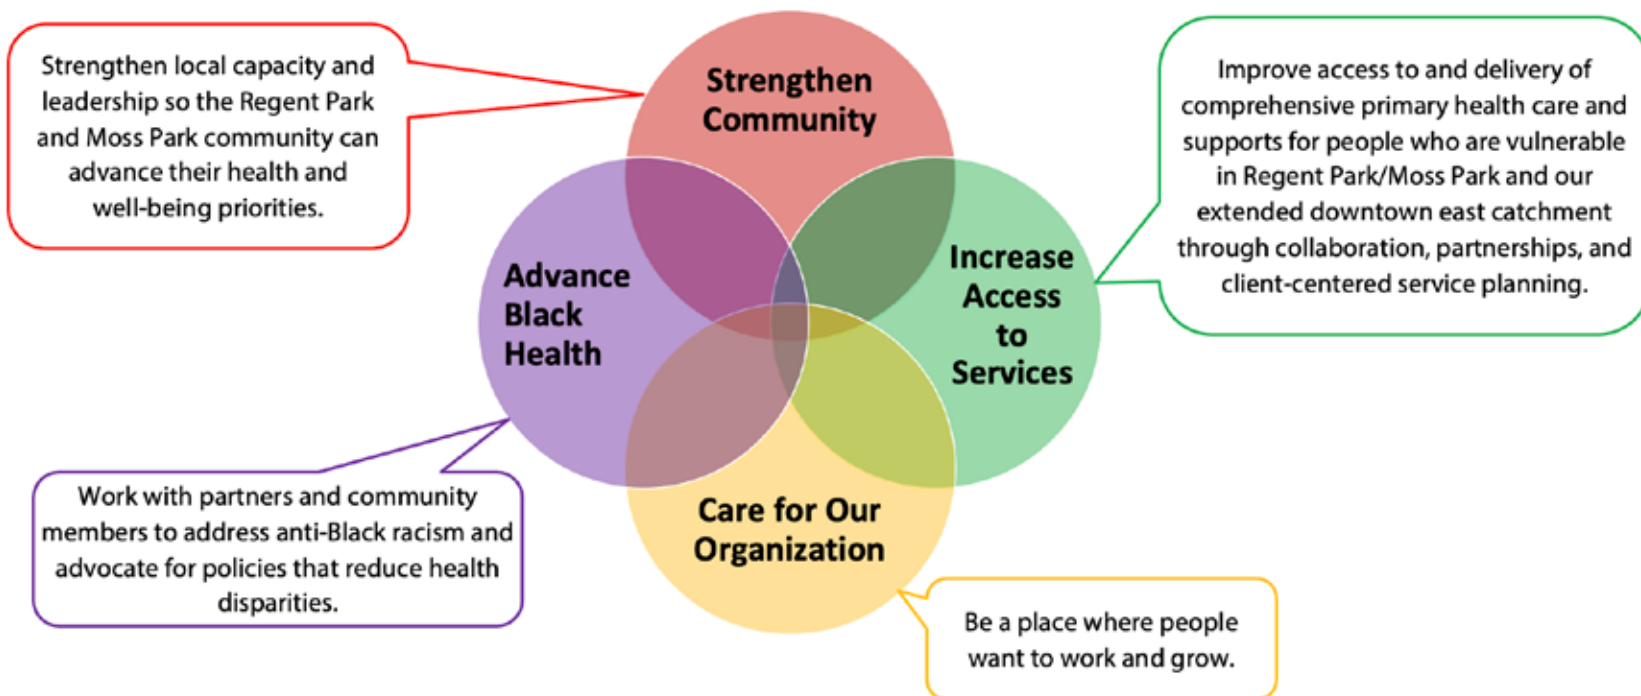 Strengthen local capacity and
leadership so the Regent Park
and Moss Park community can
advance their health and
well-being priorities.
Strengthen
Community
Improve access to and delivery of
comprehensive primary health care and
supports for people who are vulnerable
in Regent Park/Moss Park and our
extended downtown east catchment
through collaboration, partnerships, and
client-centered service planning.
Advance
Black
Health
Increase
Access
to
Services
Work with partners and community
members to address anti-Black racism and
advocate for policies that reduce health
disparities.
Care for Our
Organization
Be a place where people
want to work and grow.